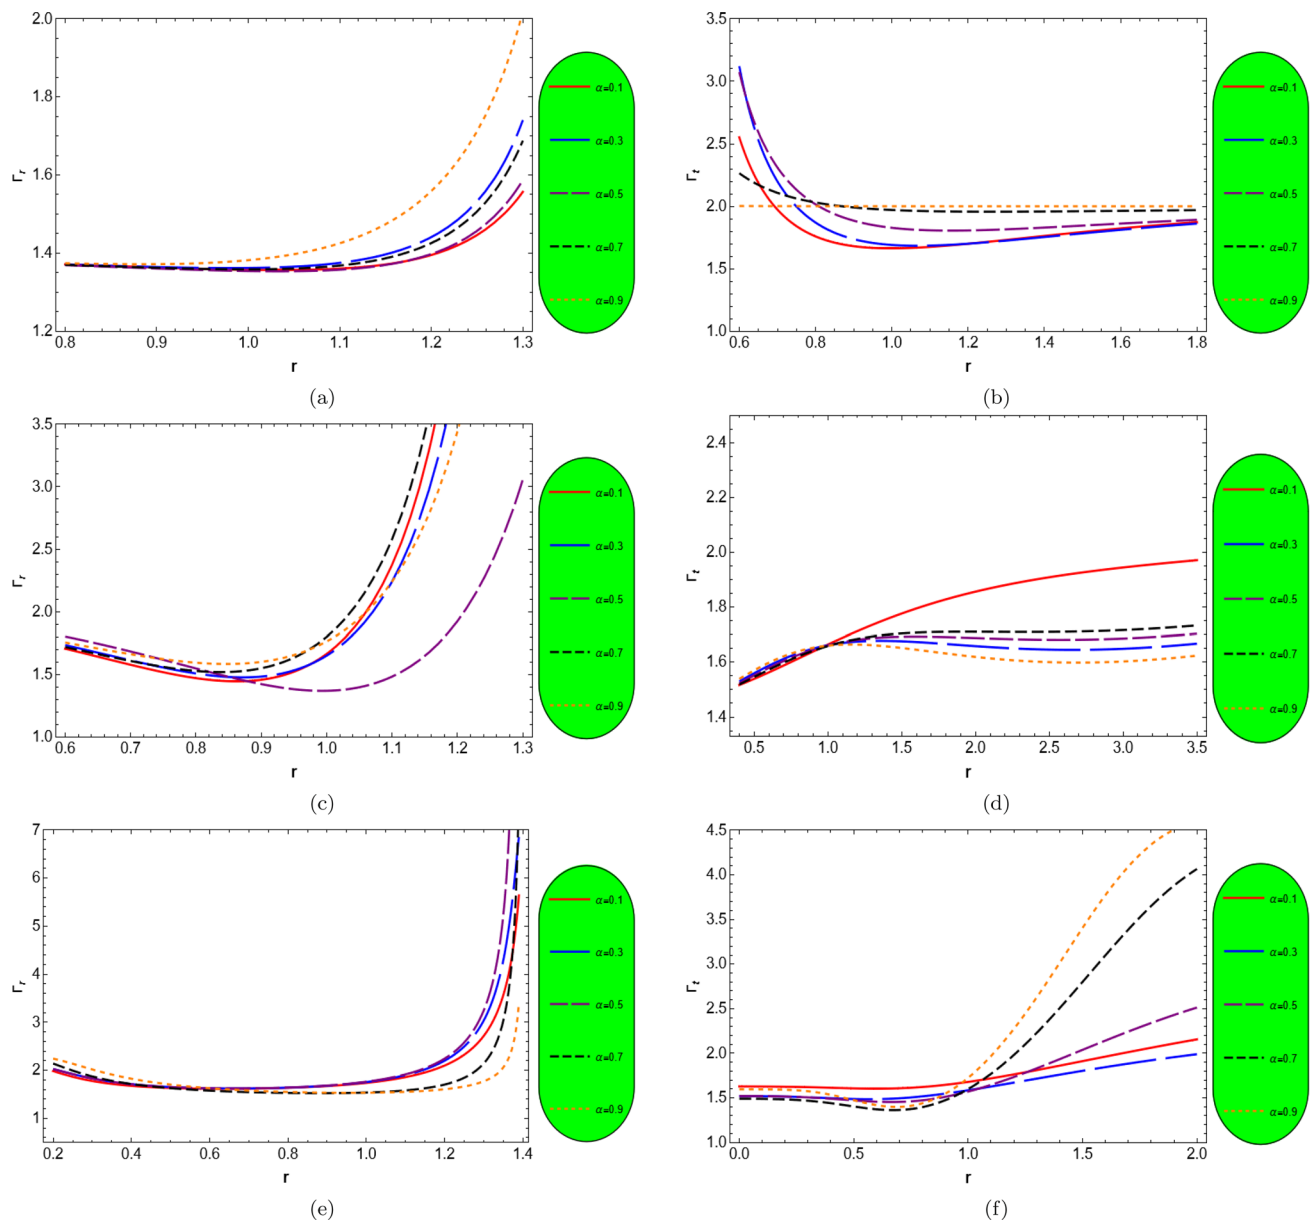 2.0
1.8
1.6
1.4
1.2
Γr
0.8 0.9 1.0 1.1 1.2 1.3
r
α=0.1
α=0.3
α=0.5
α=0.7
α=0.9
(a)
3.5
3.0
2.5
2.0
1.5
1.0
Γt
0.6 0.8 1.0 1.2 1.4 1.6 1.8
r
α=0.1
α=0.3
α=0.5
α=0.7
α=0.9
(b)
3.5
3.0
2.5
2.0
1.5
1.0
Γr
0.6 0.7 0.8 0.9 1.0 1.1 1.2 1.3
r
α=0.1
α=0.3
α=0.5
α=0.7
α=0.9
(c)
2.4
2.2
2.0
1.8
1.6
1.4
Γt
0.5 1.0 1.5 2.0 2.5 3.0 3.5
r
α=0.1
α=0.3
α=0.5
α=0.7
α=0.9
(d)
7
6
5
4
3
2
1
Γr
0.2 0.4 0.6 0.8 1.0 1.2 1.4
r
α=0.1
α=0.3
α=0.5
α=0.7
α=0.9
(e)
4.5
4.0
3.5
3.0
2.5
2.0
1.5
1.0
Γt
0.0 0.5 1.0 1.5 2.0
r
α=0.1
α=0.3
α=0.5
α=0.7
α=0.9
(f)